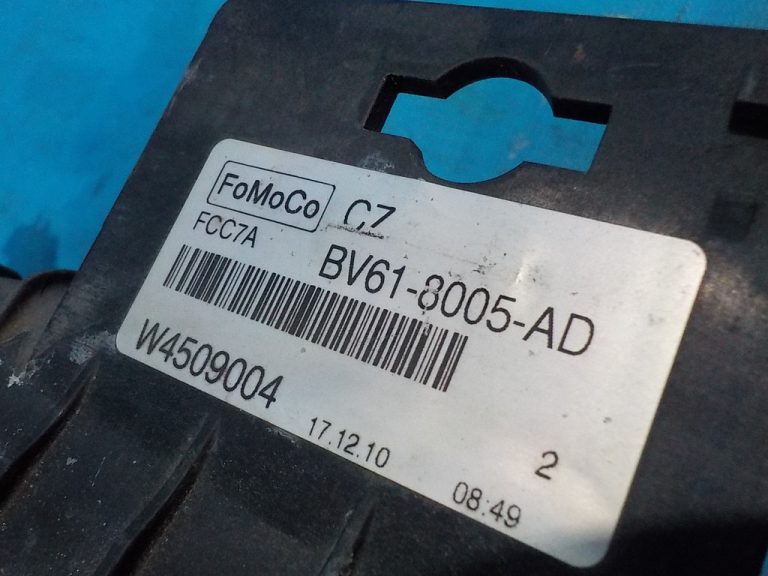 FoMoCo CZ
FCC7A
BV61-8005-AD
W4509004
17.12.10
2
08:49